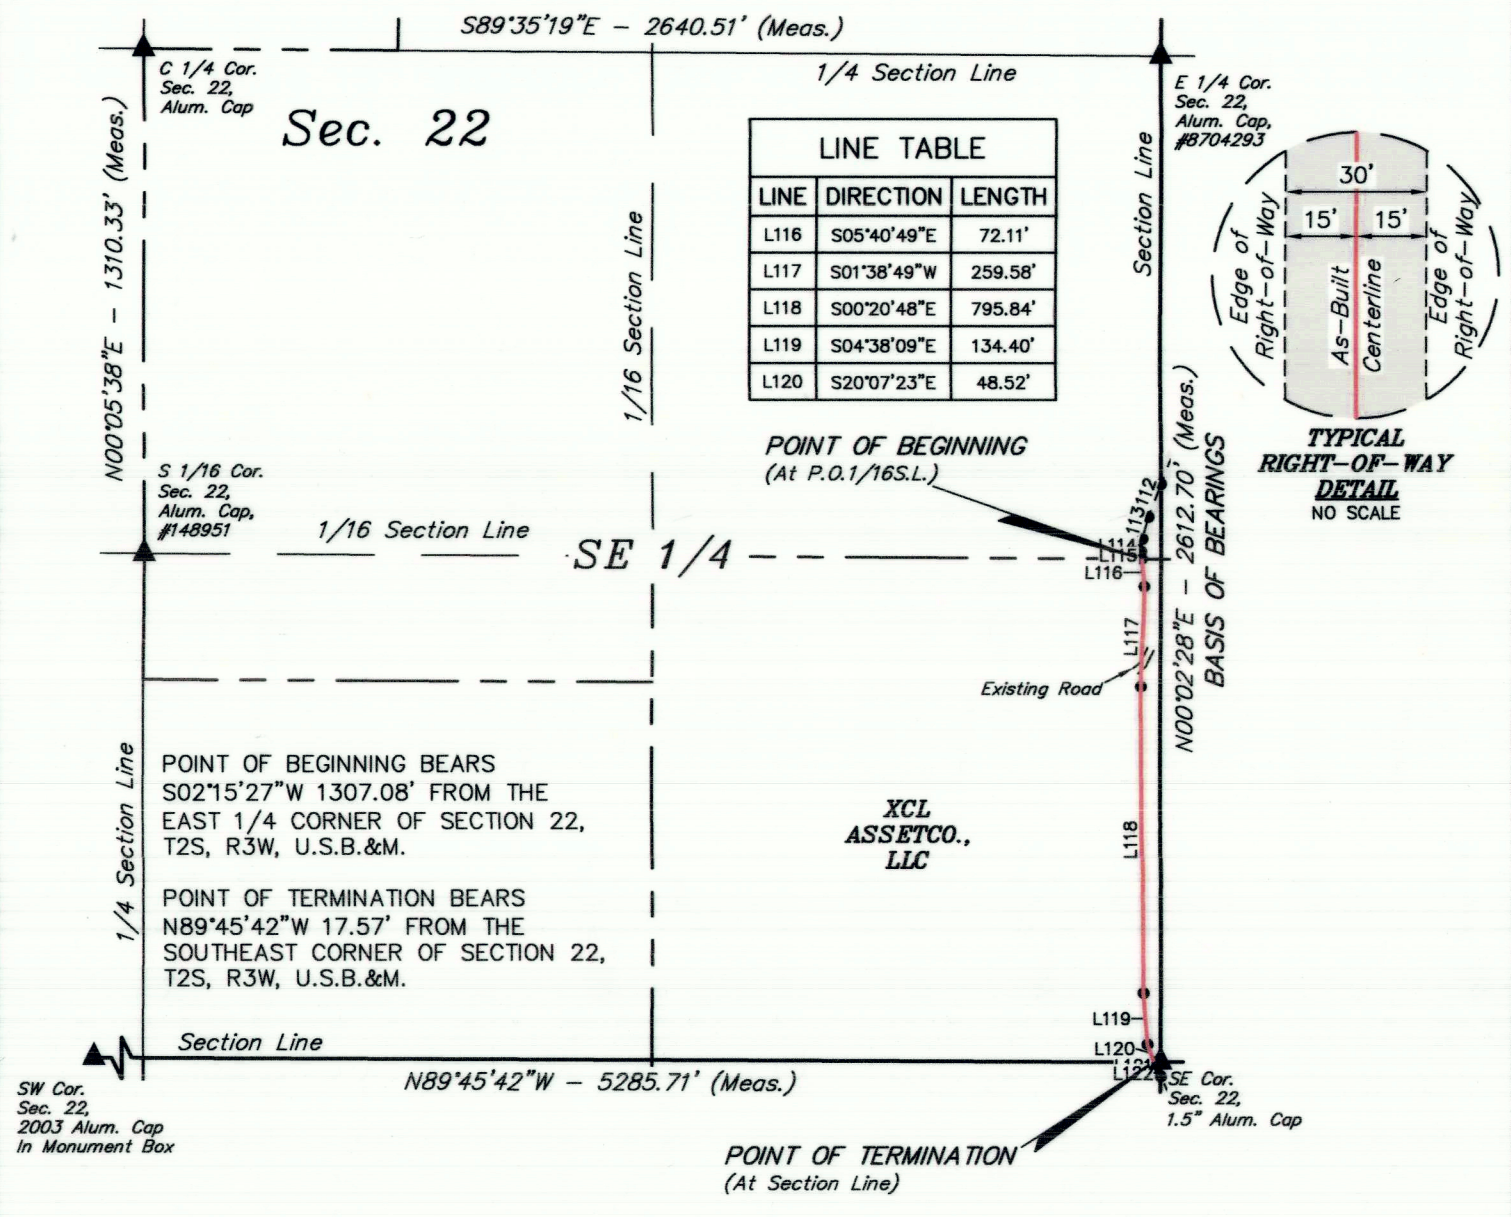 S89°35'19"E - 2640.51' (Meas.)
C 1/4 Cor.
Sec. 22,
Alum. Cap
1/4 Section Line
E 1/4 Cor.
Sec. 22,
Alum. Cap,
#8704293
Sec. 22
N00°05'38"E - 1310.33' (Meas.)
1/16 Section Line
Section Line
LINE TABLE
LINE DIRECTION LENGTH
L116 S05°40'49"E 72.11'
L117 S01°38'49"W 259.58'
L118 S00°20'48"E 795.84'
L119 S04°38'09"E 134.40'
L120 S20°07'23"E 48.52'
30'
15' 15'
Edge of
Right-of-Way
As-Built
Centerline
Edge of
Right-of-Way
TYPICAL
RIGHT-OF-WAY
DETAIL
NO SCALE
POINT OF BEGINNING
(At P.O.1/16S.L.)
S 1/16 Cor.
Sec. 22,
Alum. Cap,
#148951
1/16 Section Line
SE 1/4
112
113
L114
L115
L116
L117
Existing Road
N00°02'28"E - 2612.70' (Meas.)
BASIS OF BEARINGS
1/4 Section Line
POINT OF BEGINNING BEARS
S02°15'27"W 1307.08' FROM THE
EAST 1/4 CORNER OF SECTION 22,
T2S, R3W, U.S.B.&M.
POINT OF TERMINATION BEARS
N89°45'42"W 17.57' FROM THE
SOUTHEAST CORNER OF SECTION 22,
T2S, R3W, U.S.B.&M.
XCL
ASSETCO.,
LLC
L118
L119
L120
L122
Section Line
N89°45'42"W - 5285.71' (Meas.)
SW Cor.
Sec. 22,
2003 Alum. Cap
In Monument Box
SE Cor.
Sec. 22,
1.5" Alum. Cap
POINT OF TERMINATION
(At Section Line)